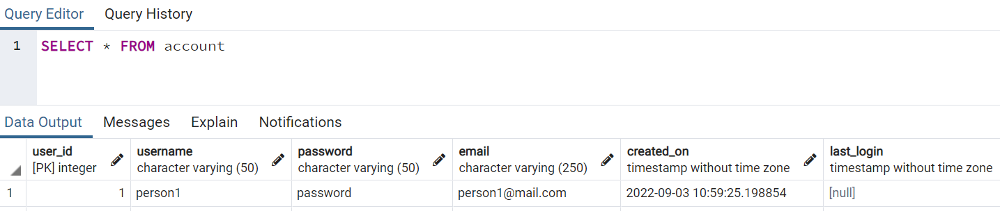 Query Editor Query History
1 SELECT * FROM account
Data Output Messages Explain Notifications
user_id username password email created_on last_login
[PK] integer character varying (50) character varying (50) character varying (250) timestamp without time zone timestamp without time zone
1 1 person1 password person1@mail.com 2022-09-03 10:59:25.198854 [null]